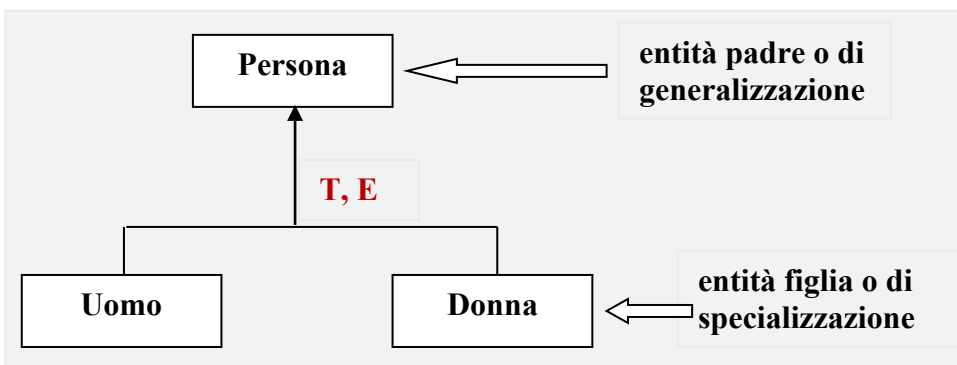 Persona
entità padre o di
generalizzazione
T, E
Uomo
Donna
entità figlia o di
specializzazione